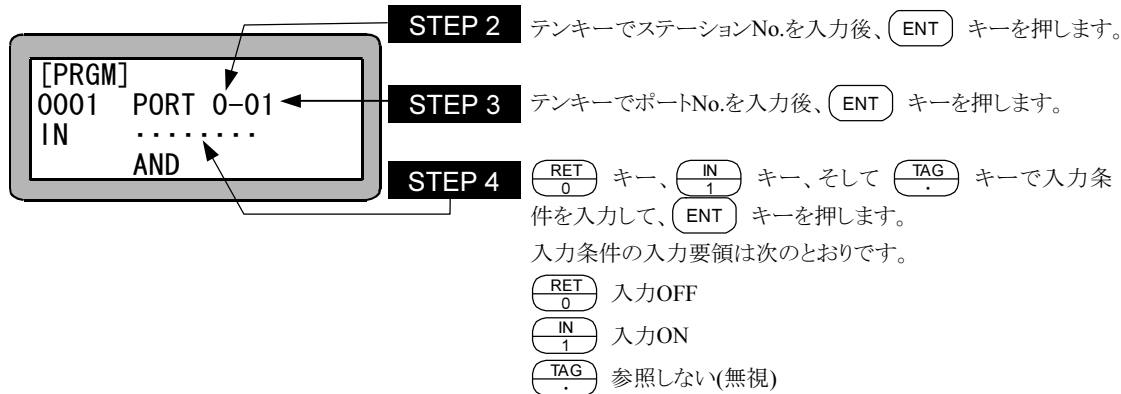 STEP 2 テンキーでステーションNo.を入力後、 ENT キーを押します。
[PRGM]
0001 PORT 0-01
IN ········
AND
STEP 3 テンキーでポートNo.を入力後、 ENT キーを押します。
STEP 4 RET 0 キー、 IN 1 キー、そして TAG · キーで入力条
件を入力して、 ENT キーを押します。
入力条件の入力要領は次のとおりです。
RET 0 入力OFF
IN 1 入力ON
TAG · 参照しない(無視)